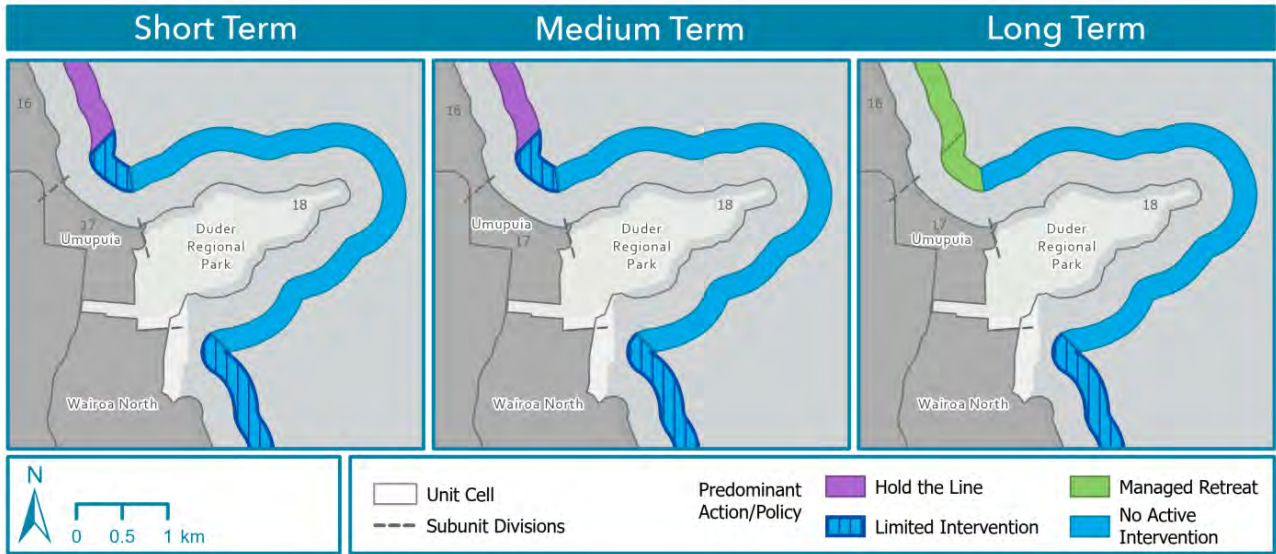 Short Term
Medium Term
Long Term
16
17
Umupuia
18
Duder
Regional
Park
Wairoa North
16
Umupuia
17
18
Duder
Regional
Park
Wairoa North
16
17
Umupuia
18
Duder
Regional
Park
Wairoa North
N
0 0.5 1 km
Unit Cell
Subunit Divisions
Predominant
Action/Policy
Hold the Line
Limited Intervention
Managed Retreat
No Active
Intervention